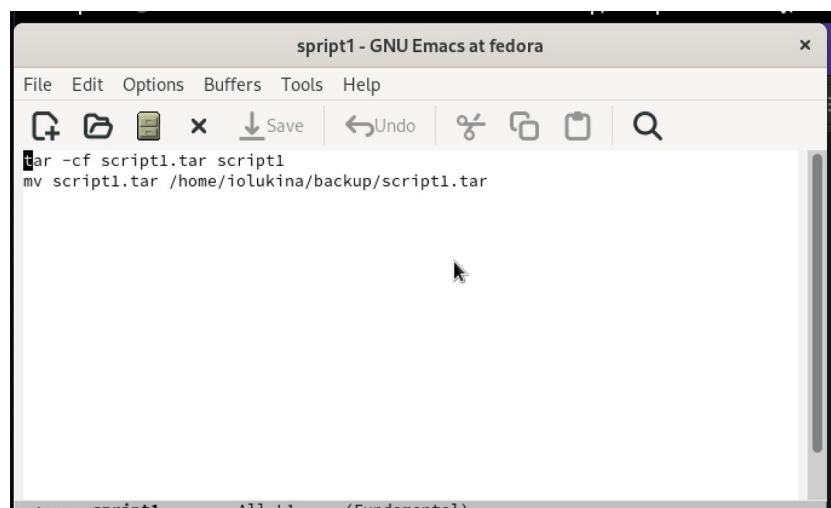 spript1 - GNU Emacs at fedora
File Edit Options Buffers Tools Help
Save Undo
tar -cf script1.tar script1
mv script1.tar /home/iolukina/backup/script1.tar